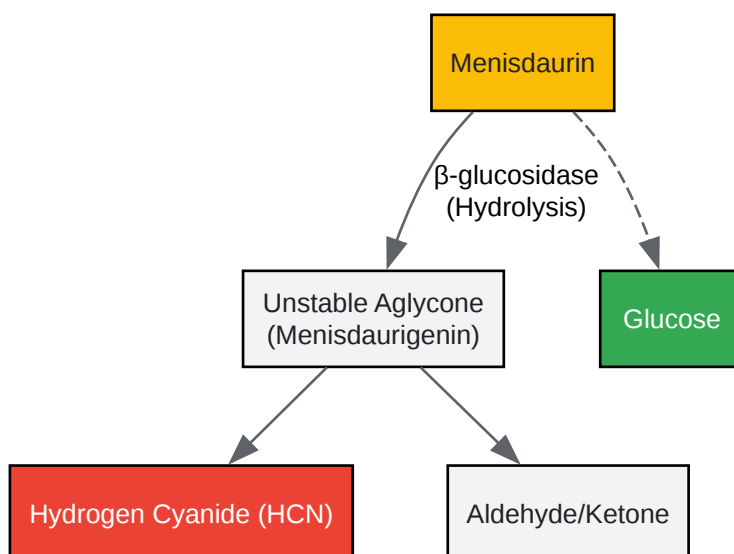 Menisdaurin
β-glucosidase
(Hydrolysis)
Unstable Aglycone
(Menisdaurigenin)
Glucose
Hydrogen Cyanide (HCN)
Aldehyde/Ketone